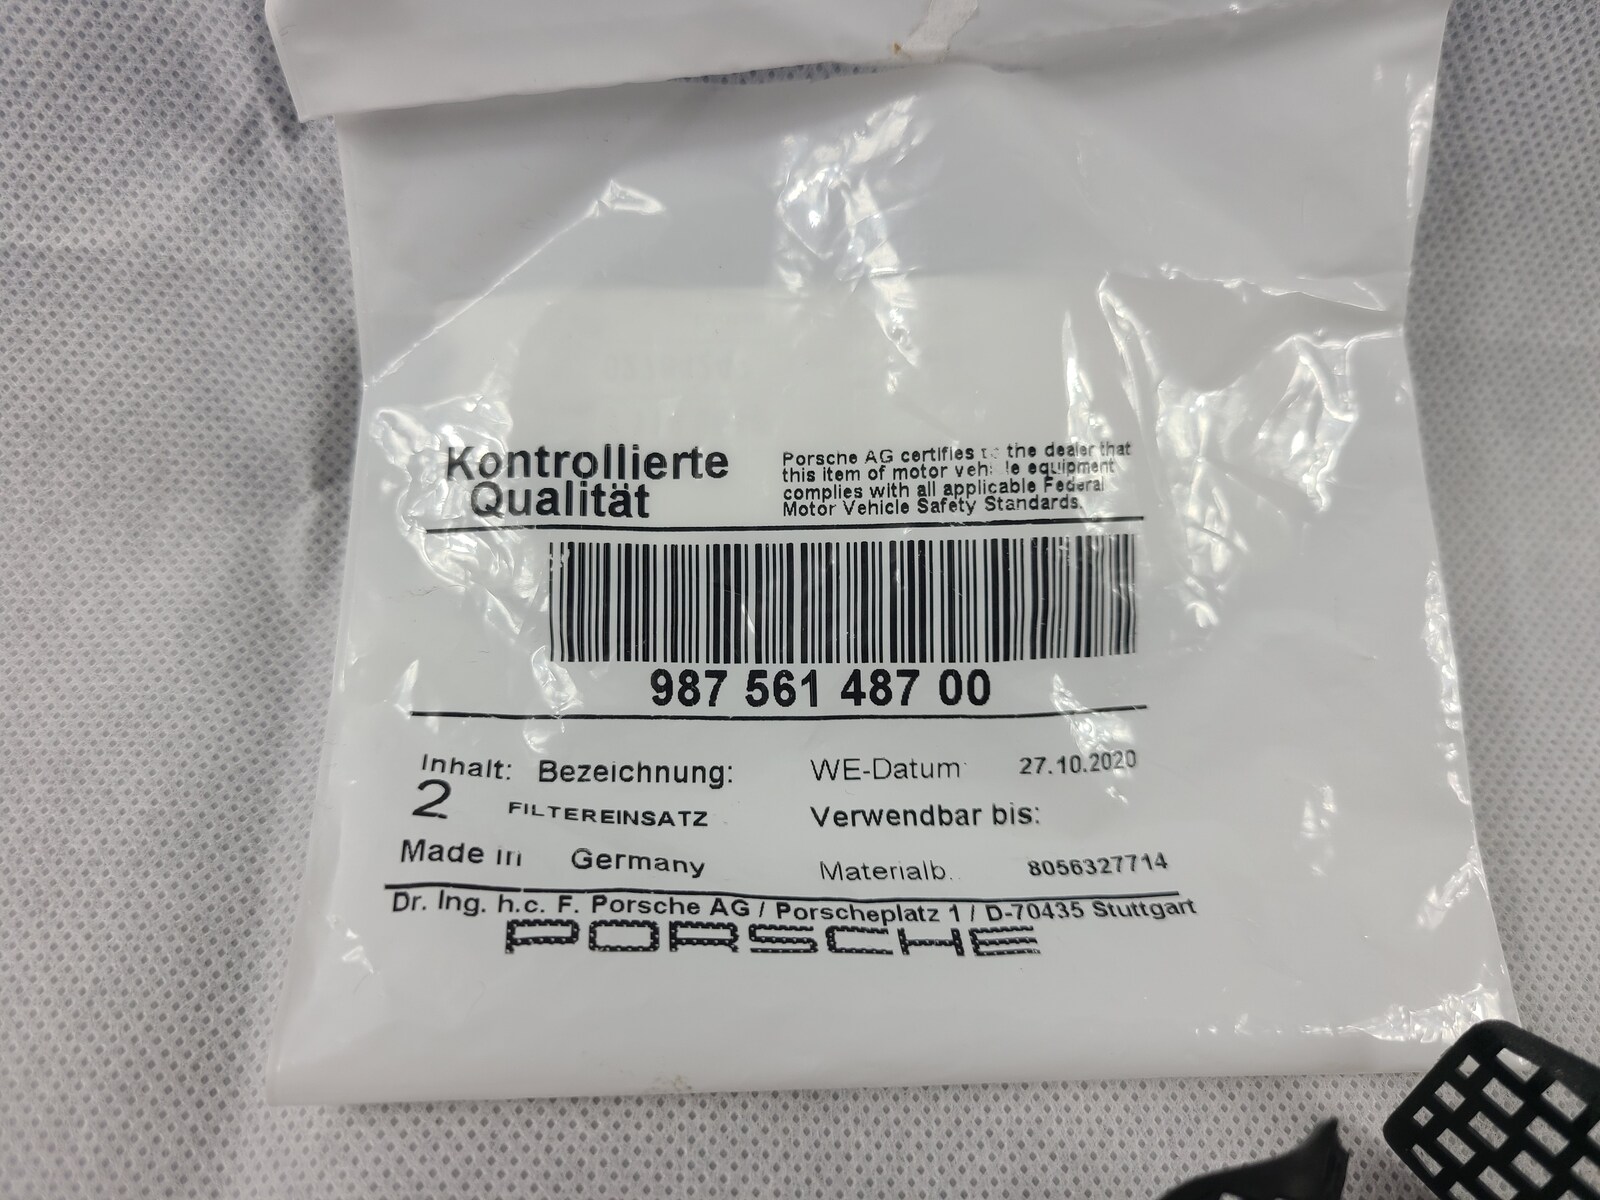 Kontrollierte
Qualität
Porsche AG certifies the dealer that
this item of motor equipment
complies with all applicable Federal
Motor Vehicle Safety Standards.
987 561 487 00
Inhalt: Bezeichnung:
2 FILTEREINSATZ
WE-Datum 27.10.2020
Verwendbar bis:
Made in Germany
Materialb. 8056327714
Dr. Ing. h.c. F. Porsche AG / Porscheplatz 1 / D-70435 Stuttgart
PORSCHE